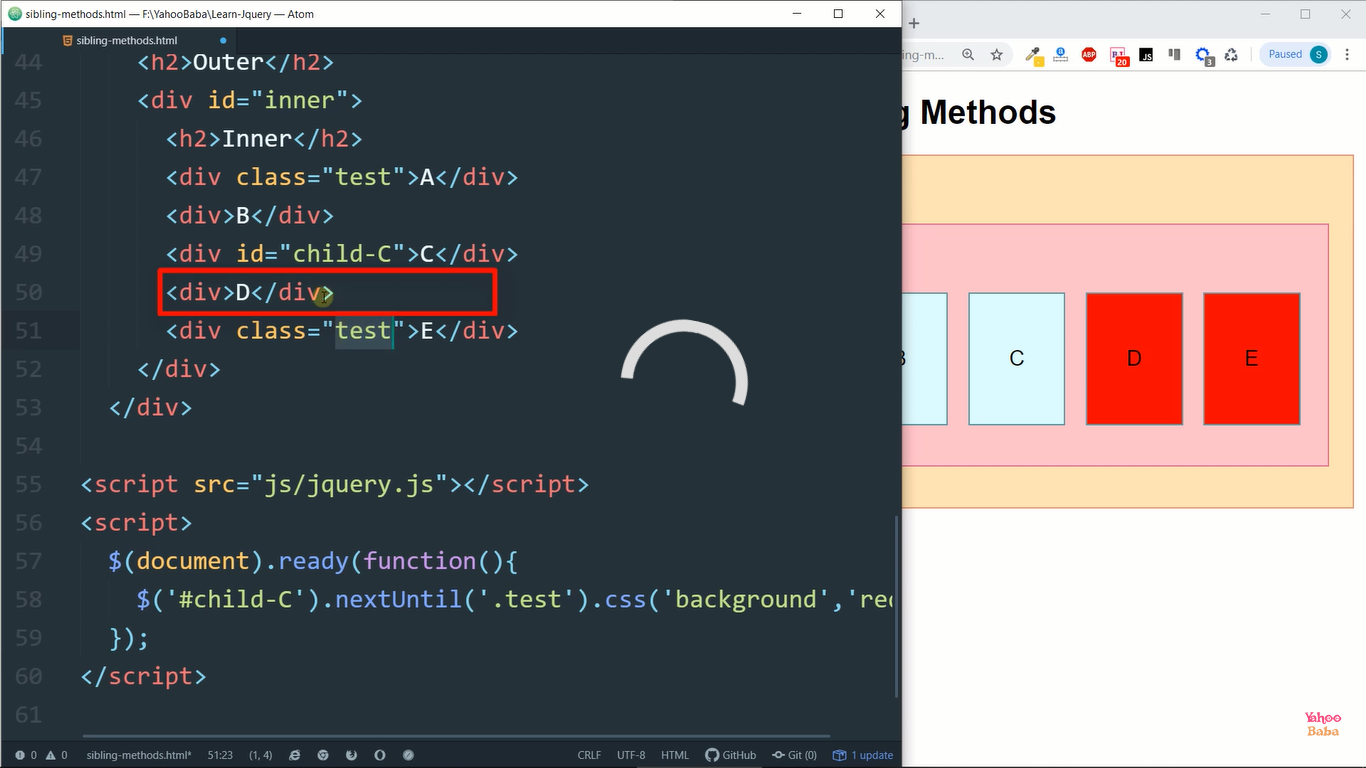 sibling-methods.html — F:\YahooBaba\Learn-Jquery — Atom
sibling-methods.html
44 <h2>Outer</h2>
45 <div id="inner">
46 <h2>Inner</h2>
47 <div class="test">A</div>
48 <div>B</div>
49 <div id="child-C">C</div>
50 <div>D</div>
51 <div class="test">E</div>
52 </div>
53 </div>
54
55 <script src="js/jquery.js"></script>
56 <script>
57 $(document).ready(function(){
58 $('#child-C').nextUntil('.test').css('background','red
59 });
60 </script>
61
0 0 sibling-methods.html* 51:23 (1, 4) CRLF UTF-8 HTML GitHub Git (0) 1 update
ing-m... ABP 20 JS 3 Paused S
g Methods
B C D E
Yahoo
Baba